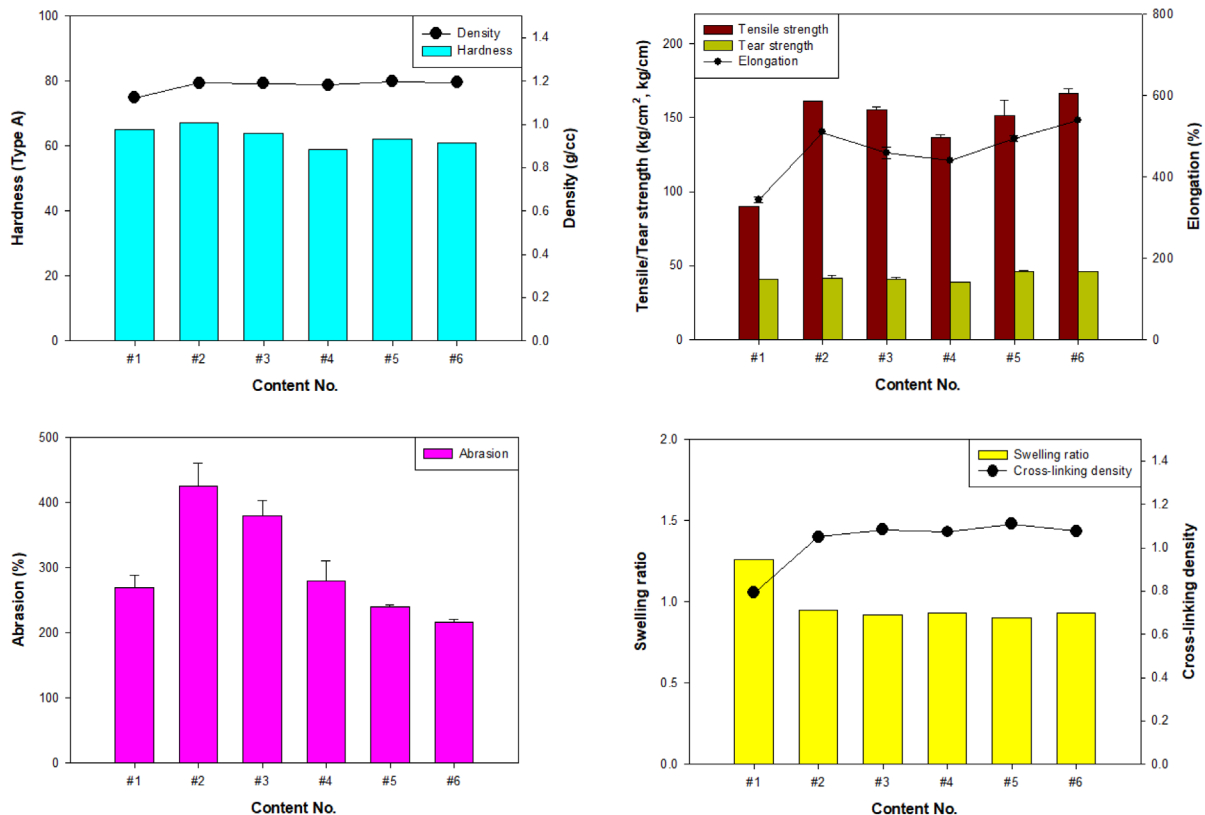 Hardness (Type A)
100
80
60
40
20
0
Density
Hardness
1.4
1.2
1.0
0.8
0.6
0.4
0.2
0.0
Density (g/cc)
#1 #2 #3 #4 #5 #6
Content No.
Tensile/Tear strength (kg/cm², kg/cm)
200
150
100
50
0
Tensile strength
Tear strength
Elongation
800
600
400
200
0
Elongation (%)
#1 #2 #3 #4 #5 #6
Content No.
Abrasion (%)
500
400
300
200
100
0
Abrasion
#1 #2 #3 #4 #5 #6
Content No.
Swelling ratio
2.0
1.5
1.0
0.5
0.0
Swelling ratio
Cross-linking density
1.4
1.2
1.0
0.8
0.6
0.4
0.2
0.0
Cross-linking density
#1 #2 #3 #4 #5 #6
Content No.